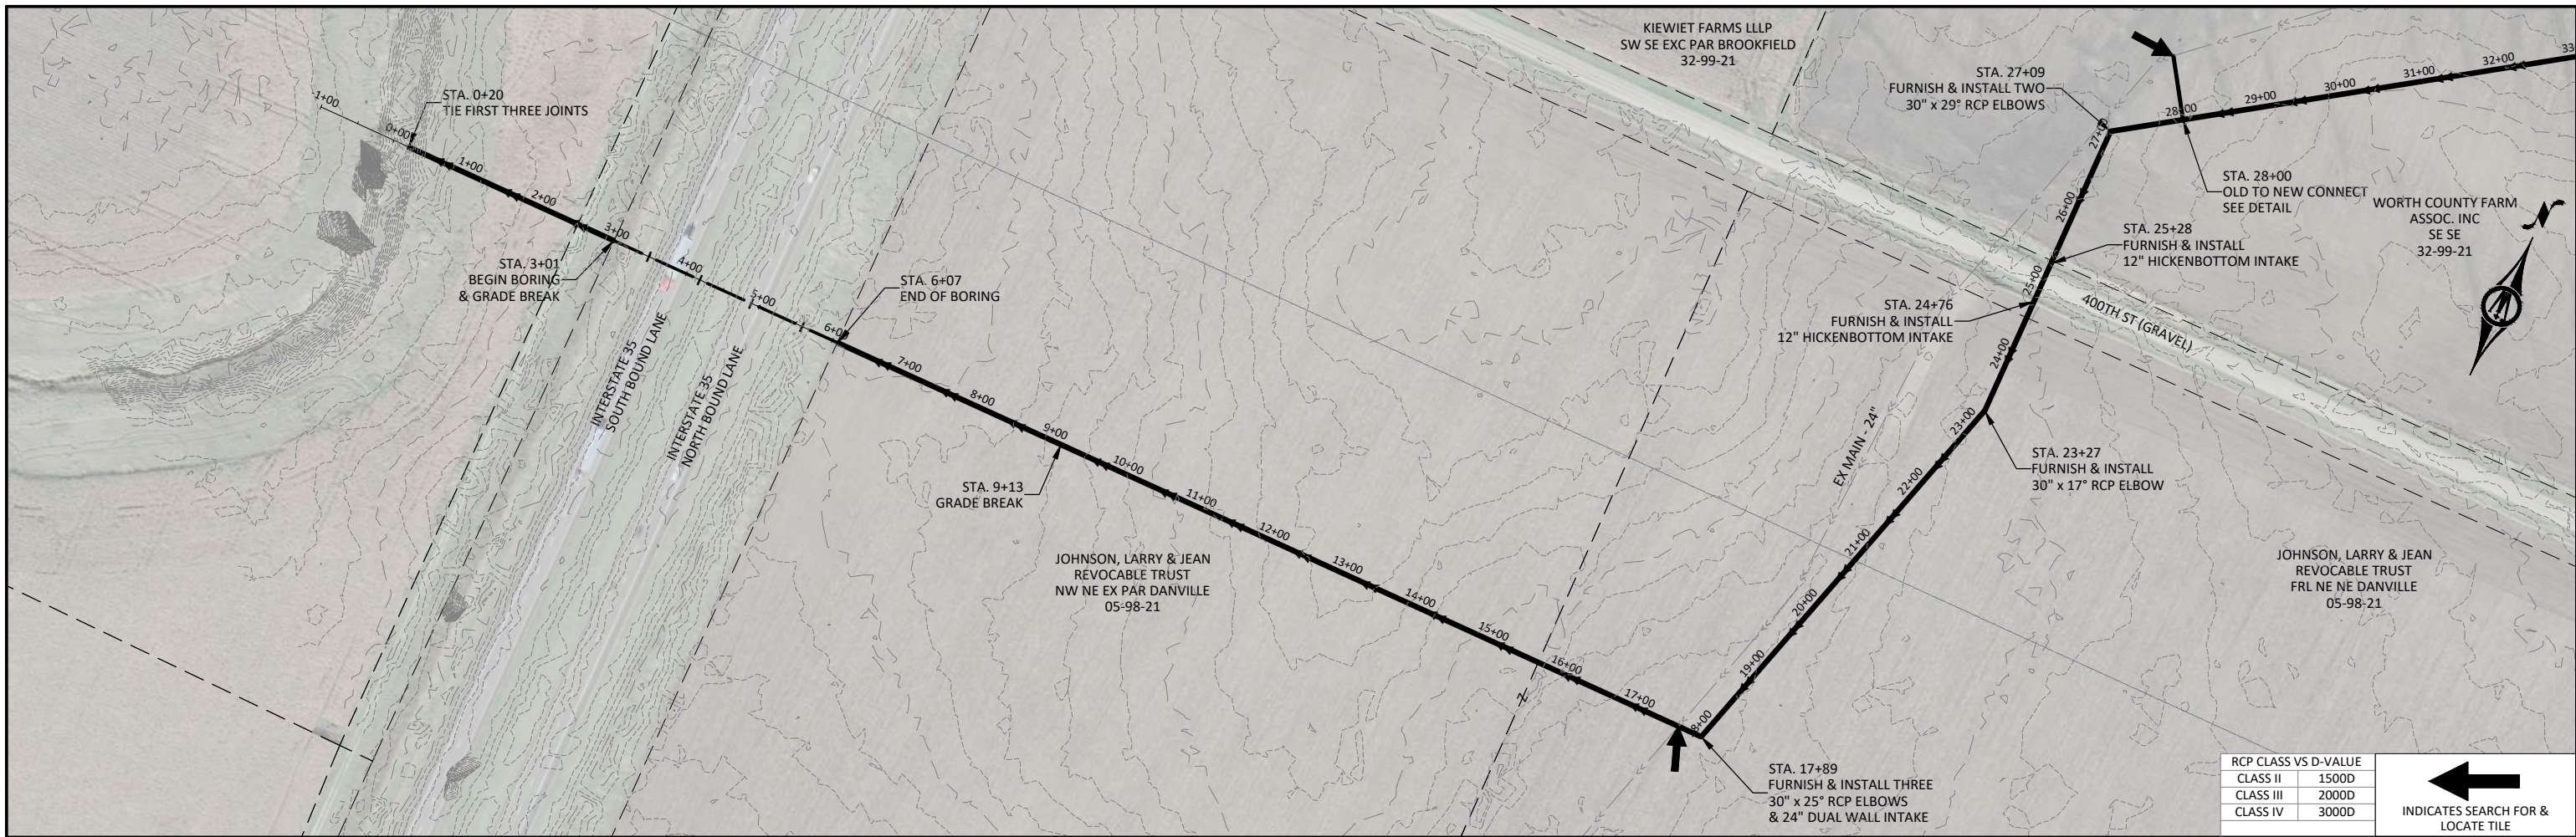 KIEWIET FARMS LLLP
SW SE EXC PAR BROOKFIELD
32-99-21
STA. 0+20
TIE FIRST THREE JOINTS
1+00
0+00
1+00
2+00
3+00
STA. 3+01
BEGIN BORING
& GRADE BREAK
4+00
5+00
6+00
STA. 6+07
END OF BORING
INTERSTATE 35
SOUTH BOUND LANE
INTERSTATE 35
NORTH BOUND LANE
7+00
8+00
9+00
STA. 9+13
GRADE BREAK
10+00
11+00
12+00
13+00
14+00
15+00
16+00
17+00
JOHNSON, LARRY & JEAN
REVOCABLE TRUST
NW NE EX PAR DANVILLE
05-98-21
STA. 17+89
FURNISH & INSTALL THREE
30" x 25° RCP ELBOWS
& 24" DUAL WALL INTAKE
8+00
19+00
20+00
21+00
22+00
23+00
EX MAIN - 24"
STA. 23+27
FURNISH & INSTALL
30" x 17° RCP ELBOW
24+00
STA. 24+76
FURNISH & INSTALL
12" HICKENBOTTOM INTAKE
25+00
STA. 25+28
FURNISH & INSTALL
12" HICKENBOTTOM INTAKE
400TH ST (GRAVEL)
26+00
27+00
STA. 27+09
FURNISH & INSTALL TWO
30" x 29° RCP ELBOWS
28+00
STA. 28+00
OLD TO NEW CONNECT
SEE DETAIL
29+00
30+00
31+00
32+00
33
WORTH COUNTY FARM
ASSOC. INC
SE SE
32-99-21
N
JOHNSON, LARRY & JEAN
REVOCABLE TRUST
FRL NE NE DANVILLE
05-98-21
Z
RCP CLASS VS D-VALUE
CLASS II 1500D
CLASS III 2000D
CLASS IV 3000D
INDICATES SEARCH FOR &
LOCATE TILE